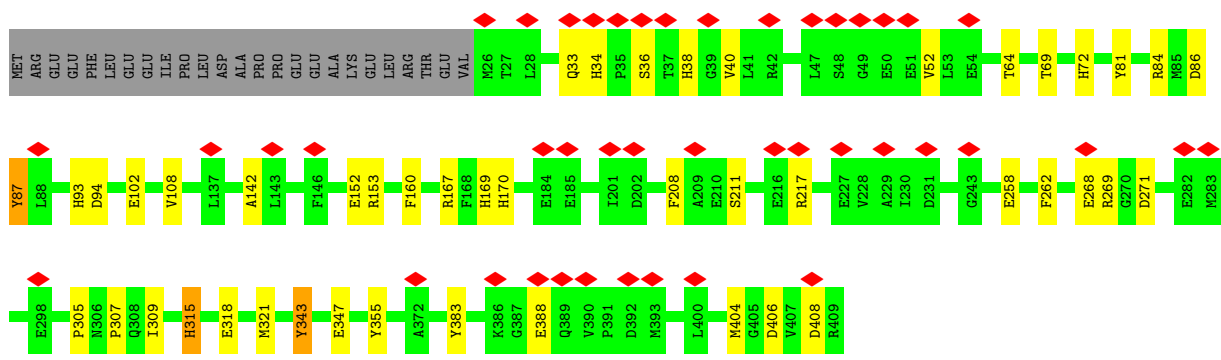 MET ARG GLU GLU PHE LEU GLU GLU ILE PRO LEU ASP ALA PRO PRO GLU GLU ALA LYS GLU LEU ARG THR GLU VAL M26 T27 L28 Q33 H34 P35 S36 T37 H38 G39 V40 L41 R42 L47 S48 G49 E50 E51 V52 L53 E54 T64 T69 H72 Y81 R84 M85 D86
Y87 L88 H93 D94 E102 V108 L137 A142 L143 F146 E152 R153 F160 R167 F168 H169 H170 E184 E185 I201 D202 F208 A209 E210 S211 E216 R217 E227 V228 A229 I230 D231 G243 E258 F262 E268 R269 G270 D271 E282 M283
E298 P305 N306 P307 Q308 I309 H315 E318 M321 Y343 E347 Y355 A372 Y383 K386 G387 E388 Q389 V390 P391 D392 M393 L400 M404 G405 D406 V407 D408 R409